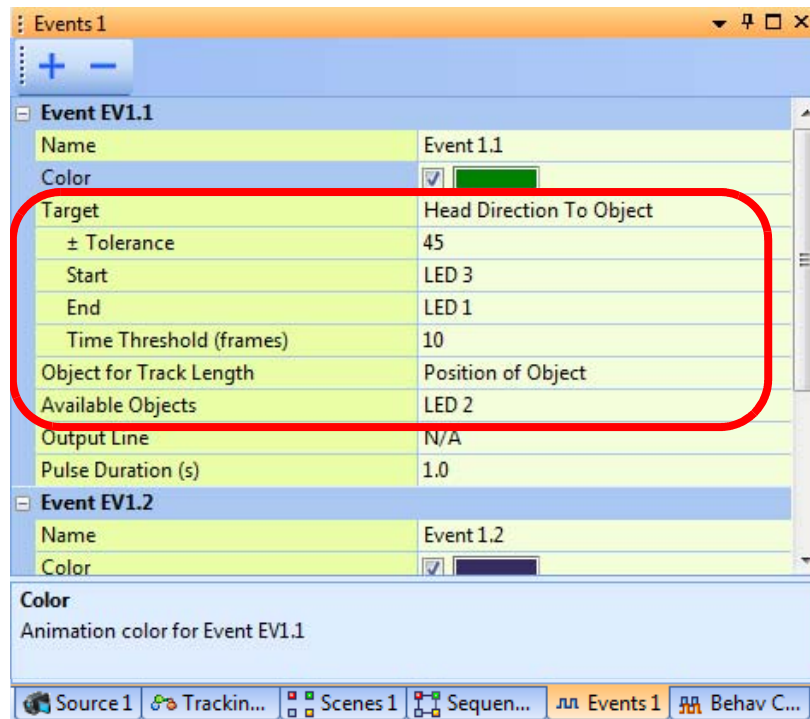 Events 1
Event EV1.1
Name Event 1.1
Color
Target Head Direction To Object
± Tolerance 45
Start LED 3
End LED 1
Time Threshold (frames) 10
Object for Track Length Position of Object
Available Objects LED 2
Output Line N/A
Pulse Duration (s) 1.0
Event EV1.2
Name Event 1.2
Color
Color
Animation color for Event EV1.1
Source 1 Trackin... Scenes 1 Sequen... Events 1 Behav C...